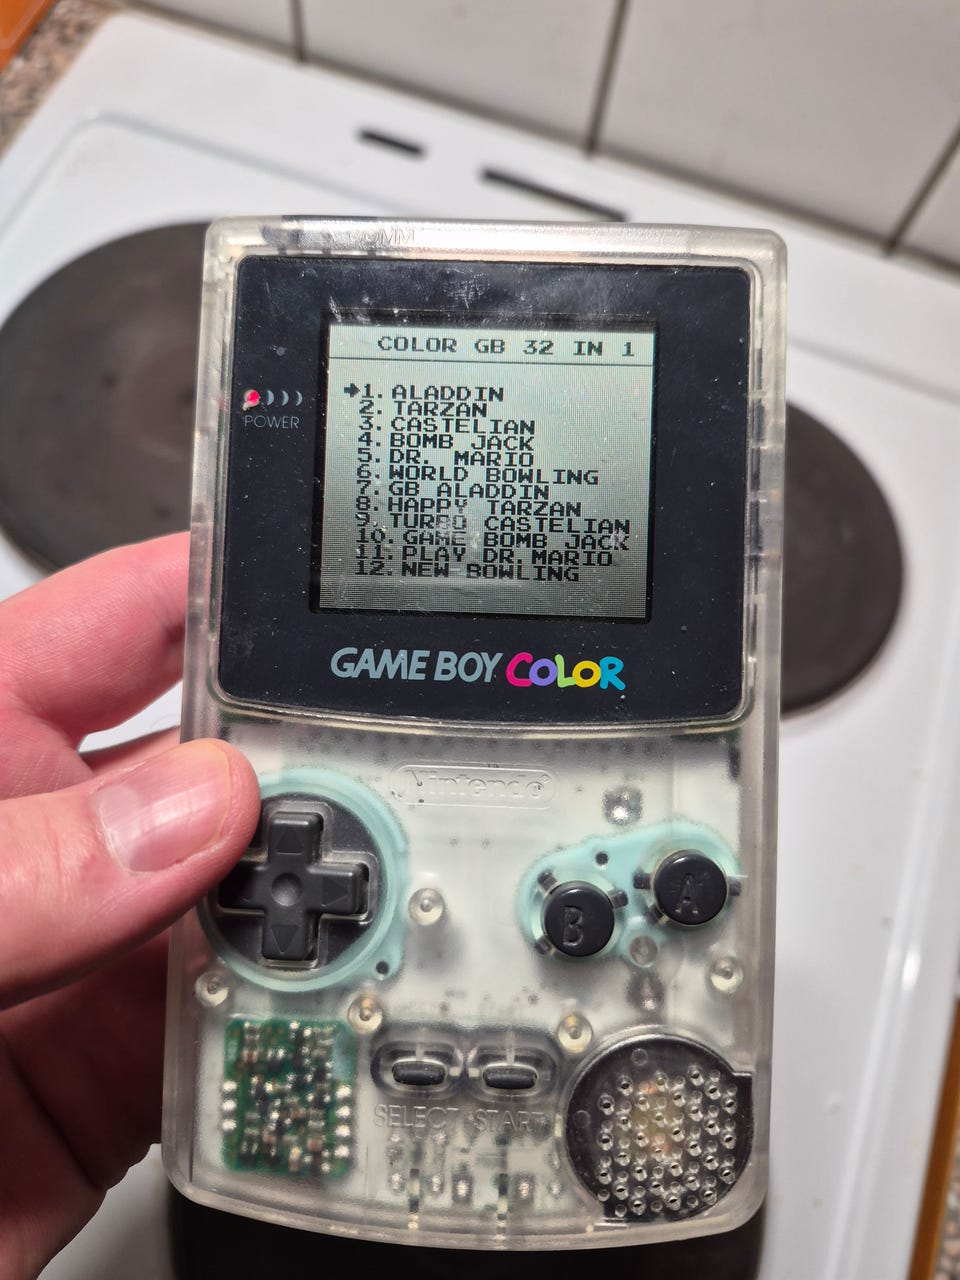 COMM
COLOR GB 32 IN 1
1. ALADDIN
2. TARZAN
3. CASTELIAN
4. BOMB JACK
5. DR. MARIO
6. WORLD BOWLING
7. GB ALADDIN
8. HAPPY TARZAN
9. TURBO CASTELIAN
10. GAME BOMB JACK
11. PLAY DR. MARIO
12. NEW BOWLING
POWER
GAME BOY COLOR
Nintendo
TM
B
A
SELECT START